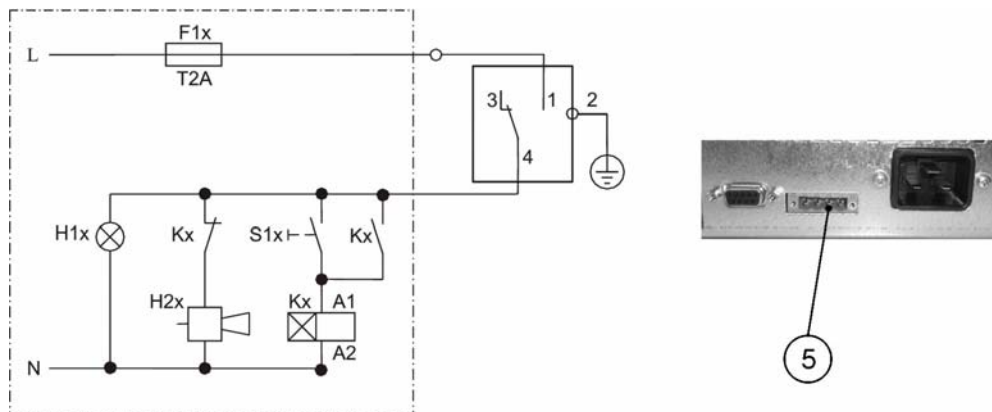 F1x
L
T2A
3 1 2
4
H1x Kx S1x Kx
H2x Kx A1
A2
N
5